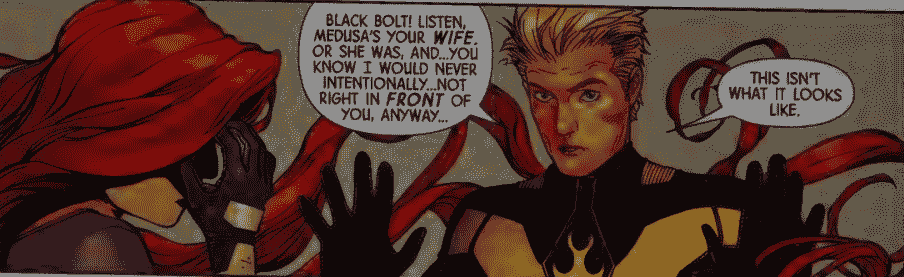 BLACK BOLT! LISTEN,
MEDUSA'S YOUR WIFE.
OR SHE WAS, AND...YOU
KNOW I WOULD NEVER
INTENTIONALLY...NOT
RIGHT IN FRONT OF
YOU, ANYWAY...
THIS ISN'T
WHAT IT LOOKS
LIKE.